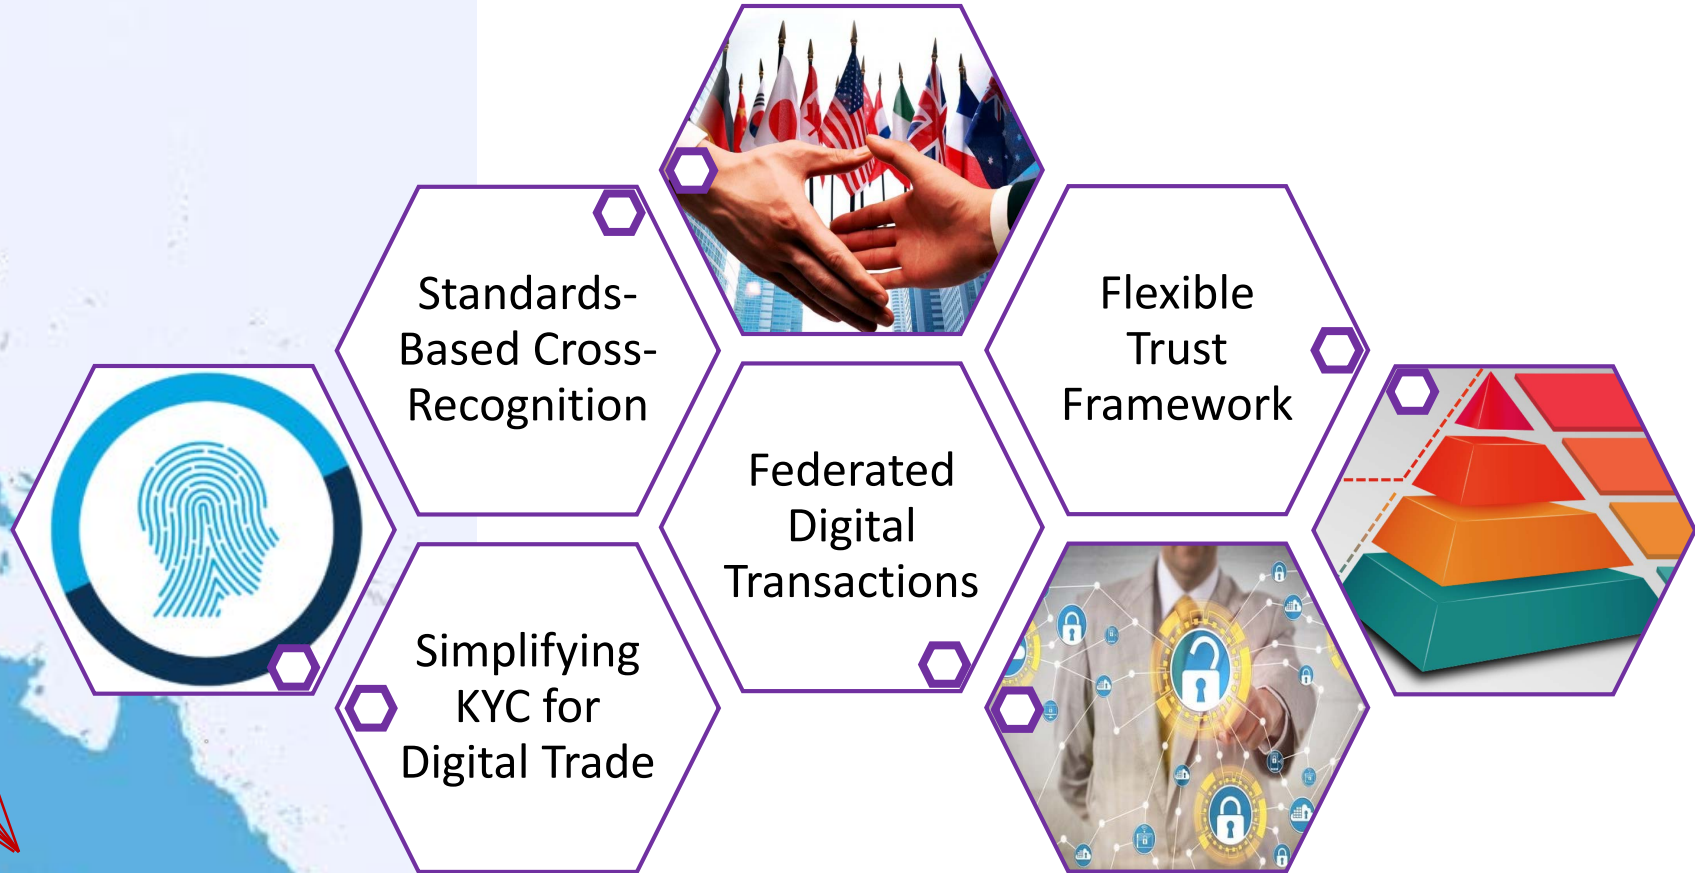 Standards-
Based Cross-
Recognition
Flexible
Trust
Framework
Federated
Digital
Transactions
Simplifying
KYC for
Digital Trade